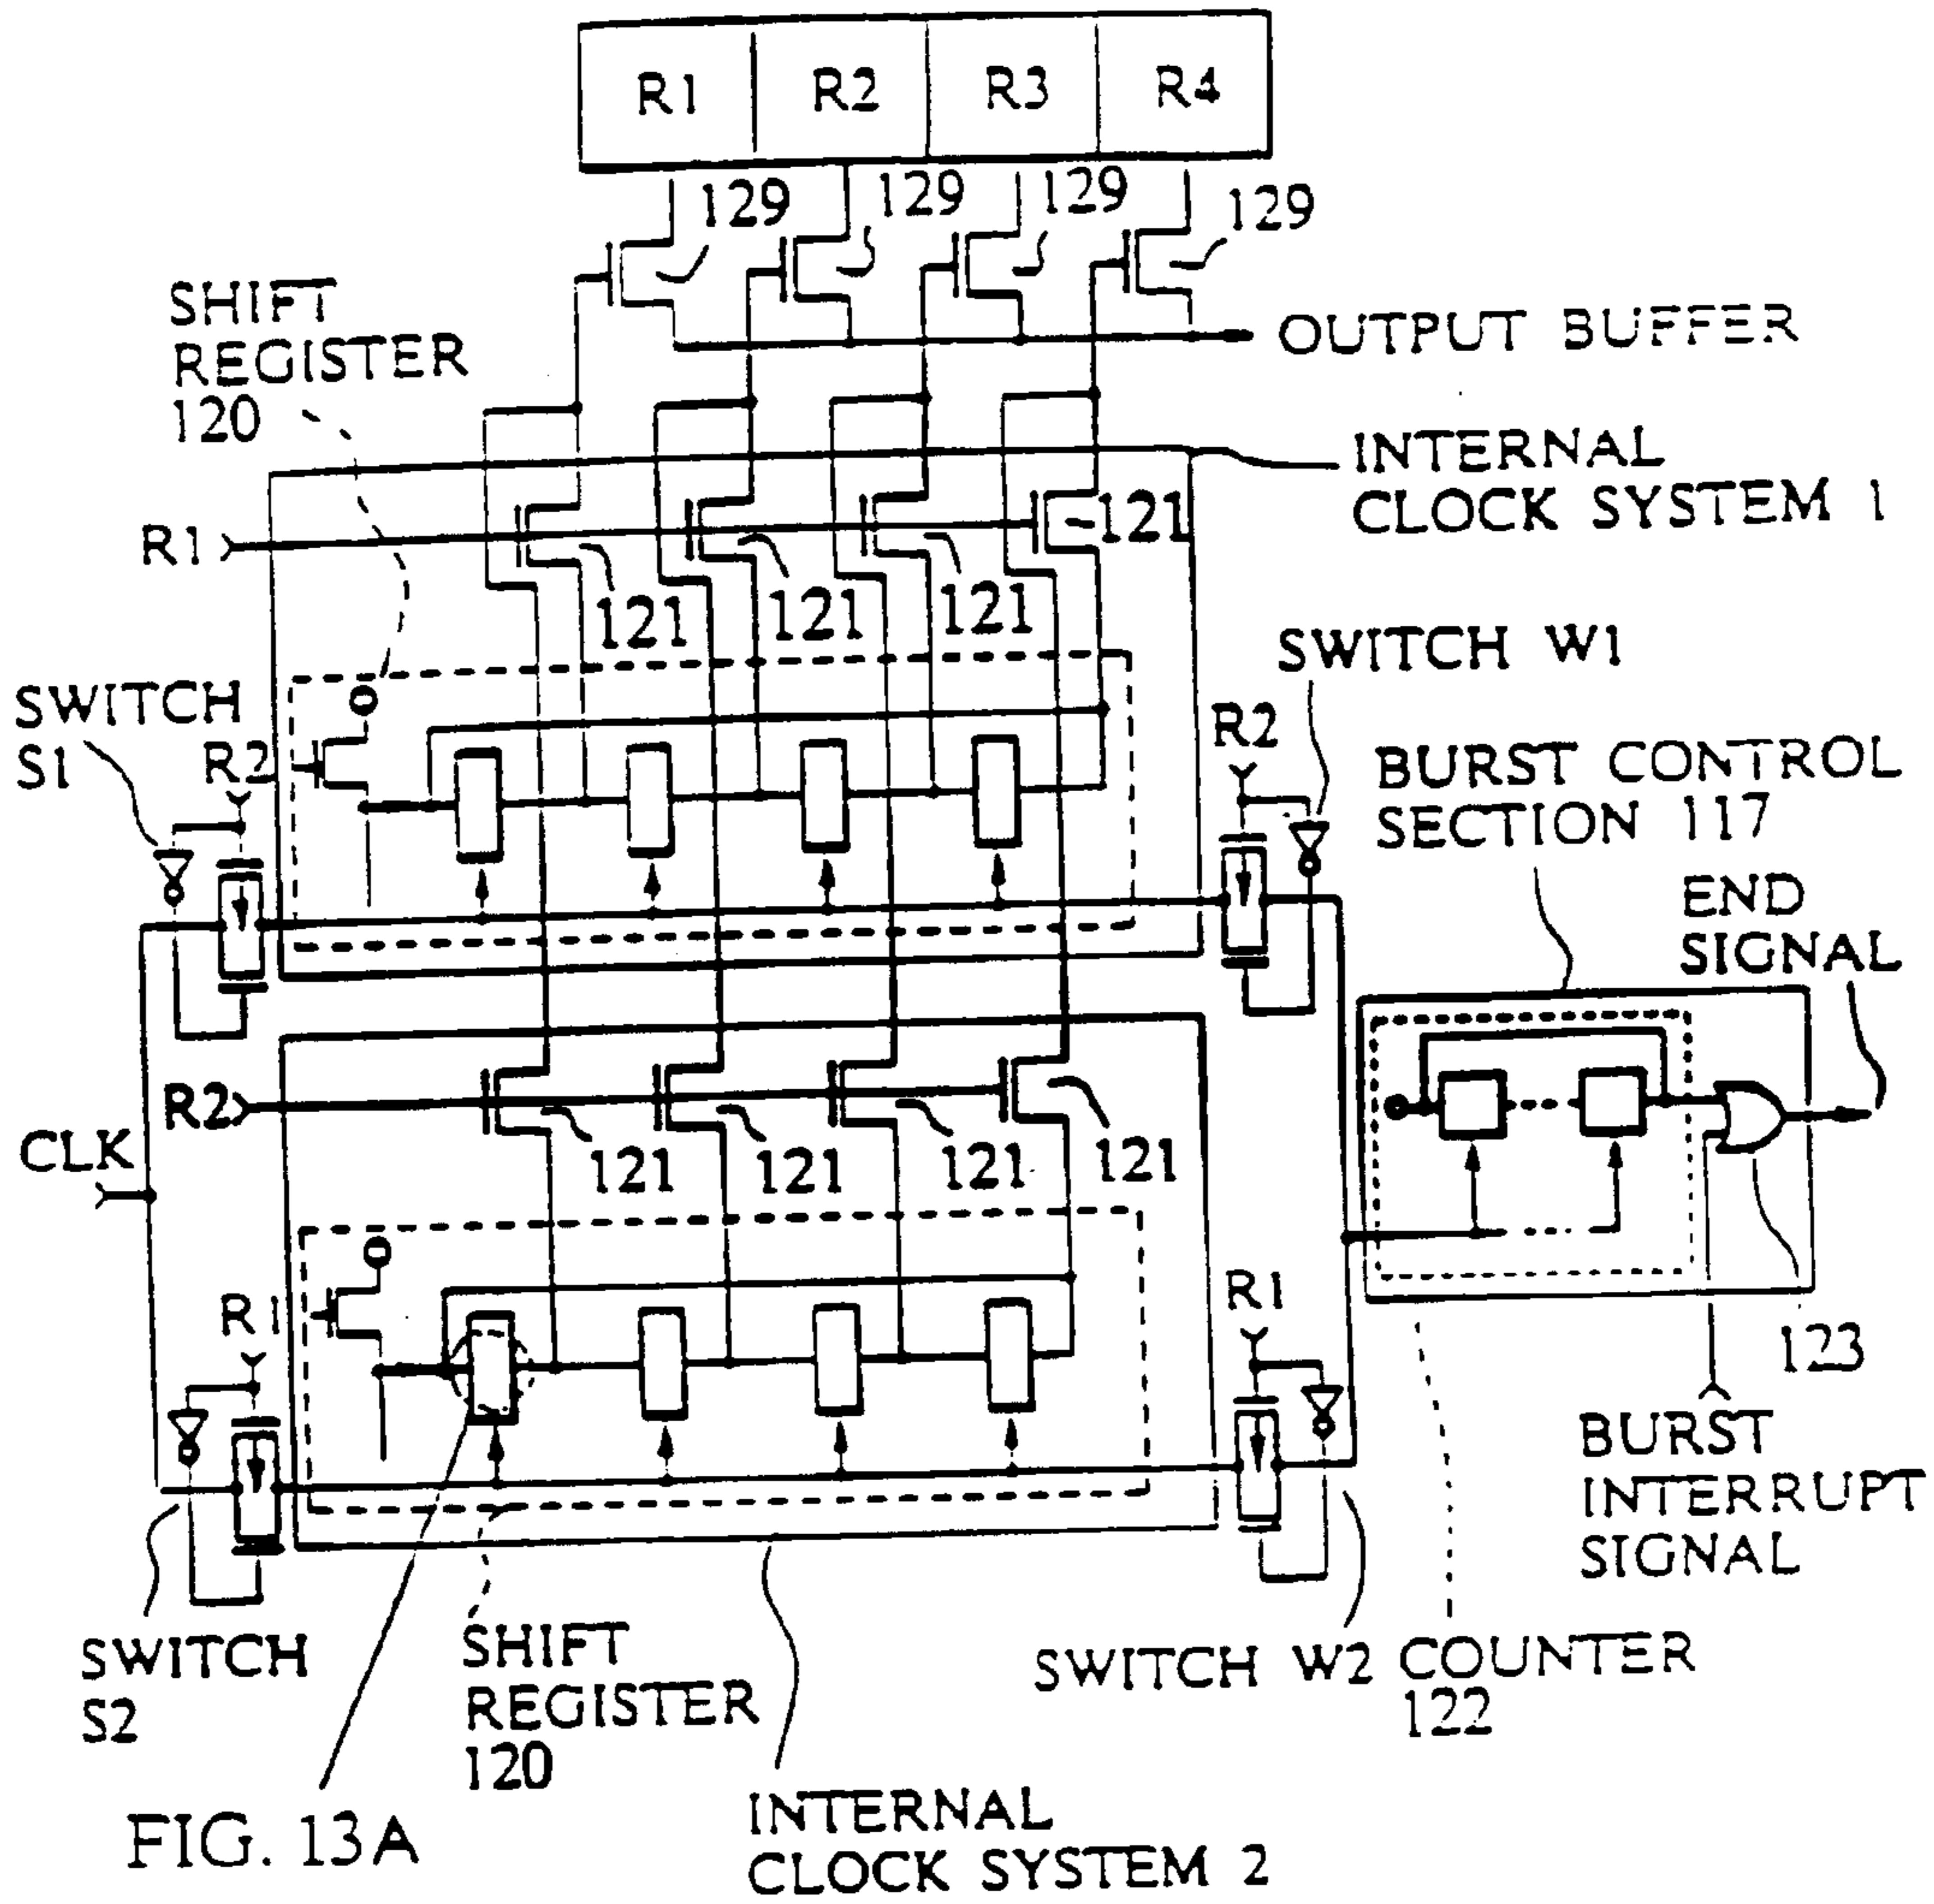 R1 R2 R3 R4
129 129 129 129
SHIFT
REGISTER
120
OUTPUT BUFFER
INTERNAL
CLOCK SYSTEM 1
R1
121
121 121 121
SWITCH W1
SWITCH
S1
R2
R2
BURST CONTROL
SECTION 117
END
SIGNAL
R2
CLK
121 121 121 121
R1
R1
123
BURST
INTERRUPT
SIGNAL
SWITCH
S2
SHIFT
REGISTER
120
SWITCH W2
COUNTER
122
INTERNAL
CLOCK SYSTEM 2
FIG. 13A